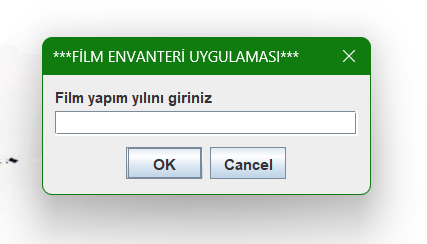 ***FİLM ENVANTERİ UYGULAMASI***
Film yapım yılını giriniz
OK Cancel